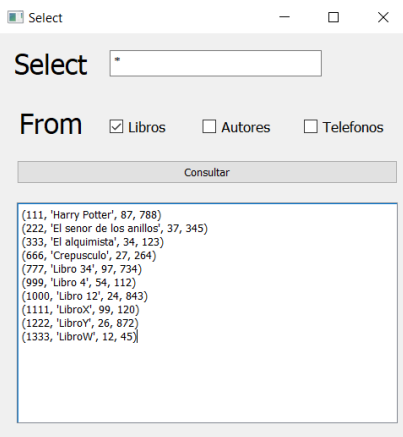 Select
Select *
From Libros Autores Telefonos
Consultar
(111, 'Harry Potter', 87, 788)
(222, 'El senor de los anillos', 37, 345)
(333, 'El alquimista', 34, 123)
(666, 'Crepusculo', 27, 264)
(777, 'Libro 34', 97, 734)
(999, 'Libro 4', 54, 112)
(1000, 'Libro 12', 24, 843)
(1111, 'LibroX', 99, 120)
(1222, 'LibroY', 26, 872)
(1333, 'LibroW', 12, 45)